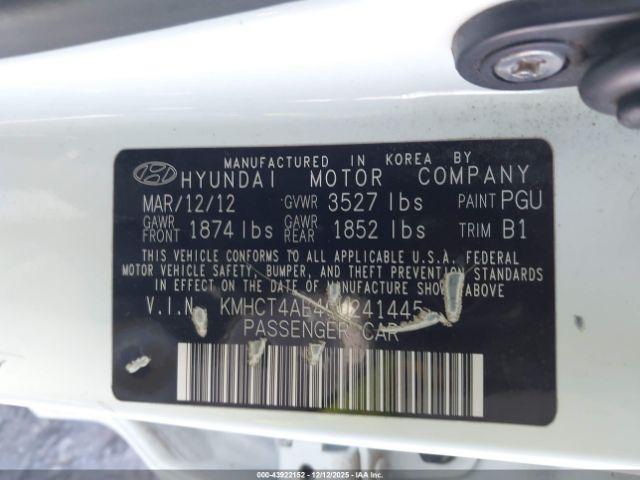 MANUFACTURED IN KOREA BY
HYUNDAI MOTOR COMPANY
MAR/12/12 GVWR 3527 lbs PAINT PGU
GAWR FRONT 1874 lbs GAWR REAR 1852 lbs TRIM B1
THIS VEHICLE CONFORMS TO ALL APPLICABLE U.S.A. FEDERAL
MOTOR VEHICLE SAFETY, BUMPER, AND THEFT PREVENTION STANDARDS
IN EFFECT ON THE DATE OF MANUFACTURE SHOWN ABOVE
V.I.N.
PASSENGER CAR
000 - 43922152 - 12/12/2025 - IAA Inc.